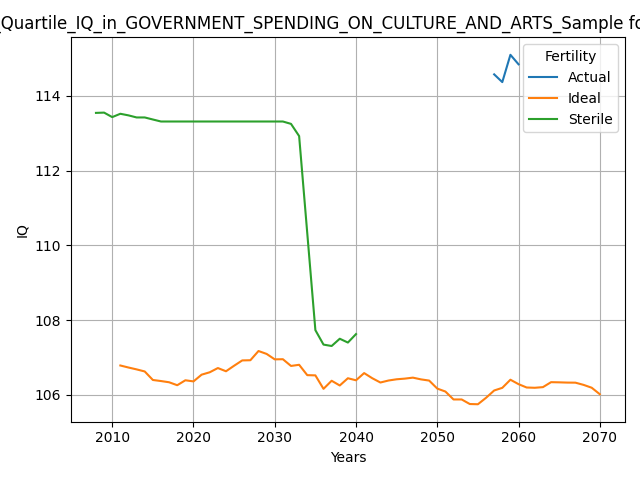 _Quartile_IQ_in_GOVERNMENT_SPENDING_ON_CULTURE_AND_ARTS_Sample fo
Fertility
Actual
Ideal
Sterile
IQ
114
112
110
108
106
2010 2020 2030 2040 2050 2060 2070
Years